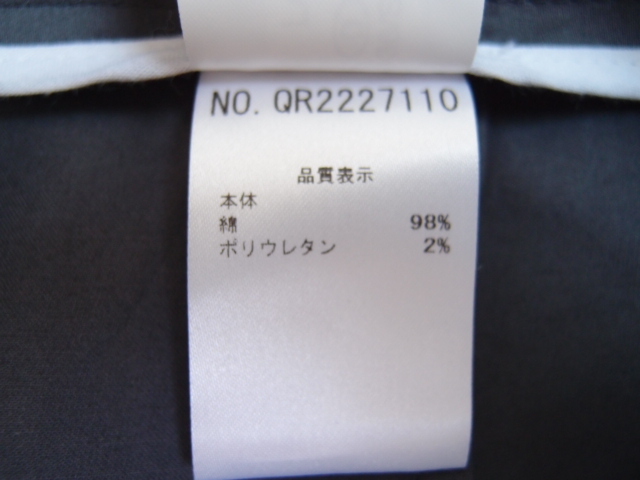 NO. QR2227110
品質表示
本体
綿 98%
ポリウレタン 2%